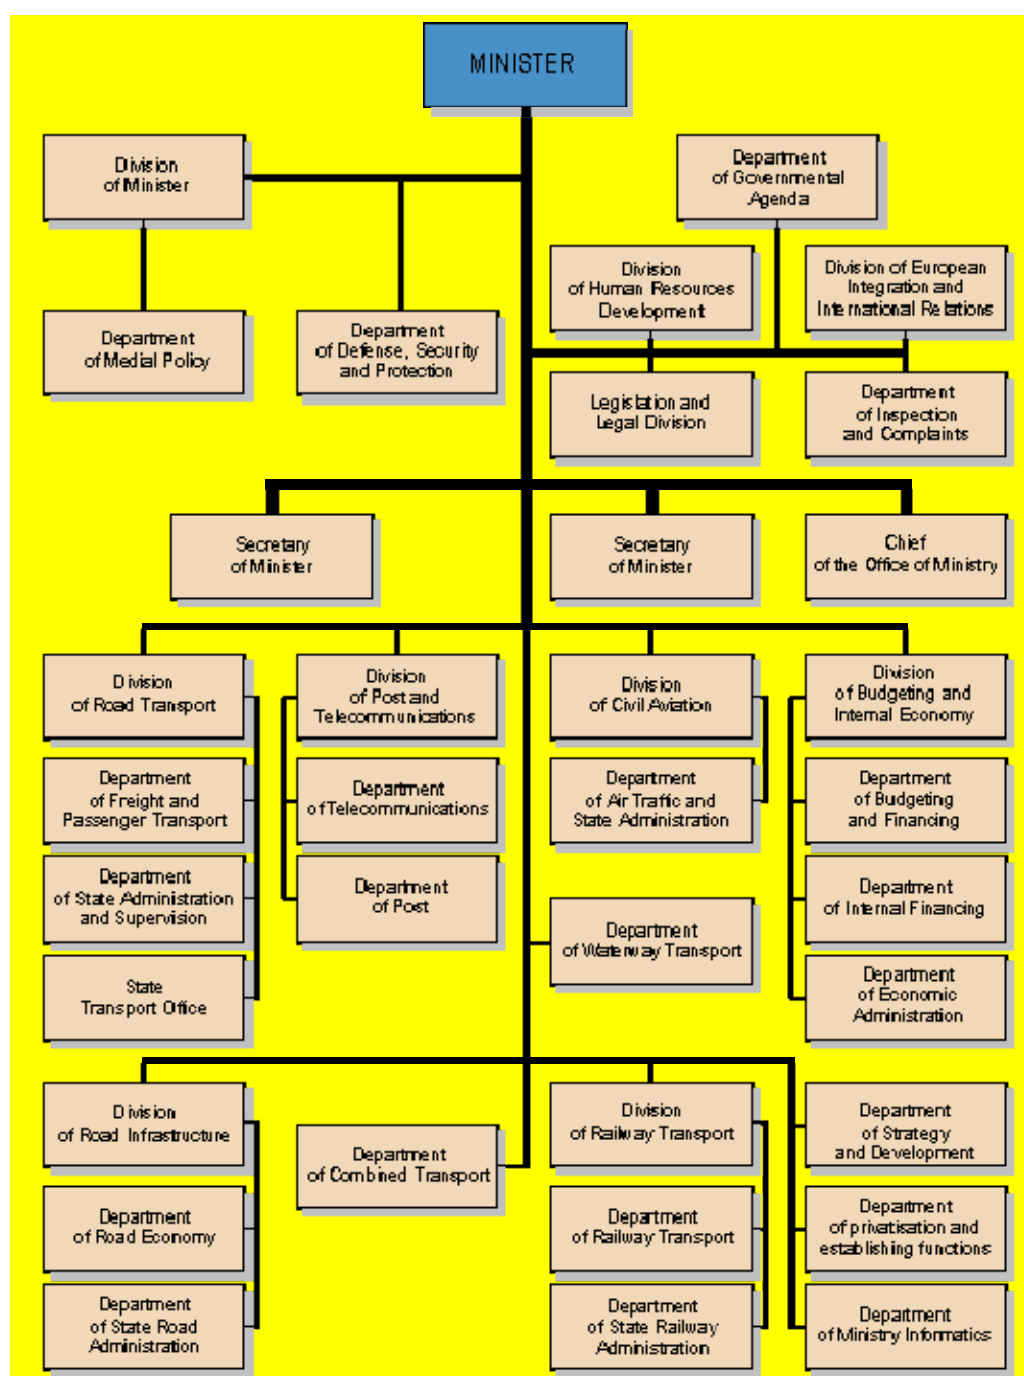 MINISTER
Division
of Minister
Department
of Governmental
Agenda
Division
of Human Resources
Development
Division of European
Integration and
International Relations
Department
of Medial Policy
Department
of Defense, Security
and Protection
Legislation and
Legal Division
Department
of Inspection
and Complaints
Secretary
of Minister
Secretary
of Minister
Chief
of the Office of Ministry
Division
of Road Transport
Division
of Post and
Telecommunications
Division
of Civil Aviation
Division
of Budgeting and
Internal Economy
Department
of Freight and
Passenger Transport
Department
of Telecommunications
Department
of Air Traffic and
State Administration
Department
of Budgeting
and Financing
Department
of State Administration
and Supervision
Department
of Post
Department
of Waterway Transport
Department
of Internal Financing
State
Transport Office
Department
of Economic
Administration
Division
of Road Infrastructure
Department
of Combined Transport
Division
of Railway Transport
Department
of Strategy
and Development
Department
of Road Economy
Department
of Railway Transport
Department
of privatisation and
establishing functions
Department
of State Road
Administration
Department
of State Railway
Administration
Department
of Ministry Informatics